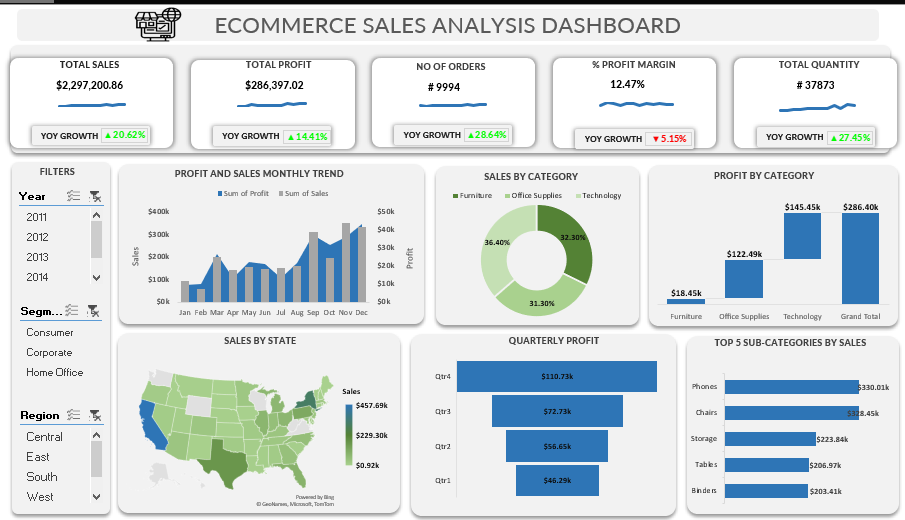 ECOMMERCE SALES ANALYSIS DASHBOARD
TOTAL SALES
$2,297,200.86
YOY GROWTH ▲20.62%
TOTAL PROFIT
$286,397.02
YOY GROWTH ▲14.41%
NO OF ORDERS
# 9994
YOY GROWTH ▲28.64%
% PROFIT MARGIN
12.47%
YOY GROWTH ▼5.15%
TOTAL QUANTITY
# 37873
YOY GROWTH ▲27.45%
FILTERS
Year
2011
2012
2013
2014
Segm...
Consumer
Corporate
Home Office
Region
Central
East
South
West
PROFIT AND SALES MONTHLY TREND
Sum of Profit Sum of Sales
$400k
$300k
$200k
$100k
$0k
Sales
$50k
$40k
$30k
$20k
$10k
$0k
Profit
Jan Feb Mar Apr May Jun Jul Aug Sep Oct Nov Dec
SALES BY CATEGORY
Furniture Office Supplies Technology
36.40%
32.30%
31.30%
PROFIT BY CATEGORY
$18.45k
$122.49k
$145.45k
$286.40k
Furniture Office Supplies Technology Grand Total
SALES BY STATE
Sales
$457.69k
$229.30k
$0.92k
Powered by Bing
© GeoNames, Microsoft, TomTom
QUARTERLY PROFIT
Qtr4 $110.73k
Qtr3 $72.73k
Qtr2 $56.65k
Qtr1 $46.29k
TOP 5 SUB-CATEGORIES BY SALES
Phones $330.01k
Chairs $328.45k
Storage $223.84k
Tables $206.97k
Binders $203.41k